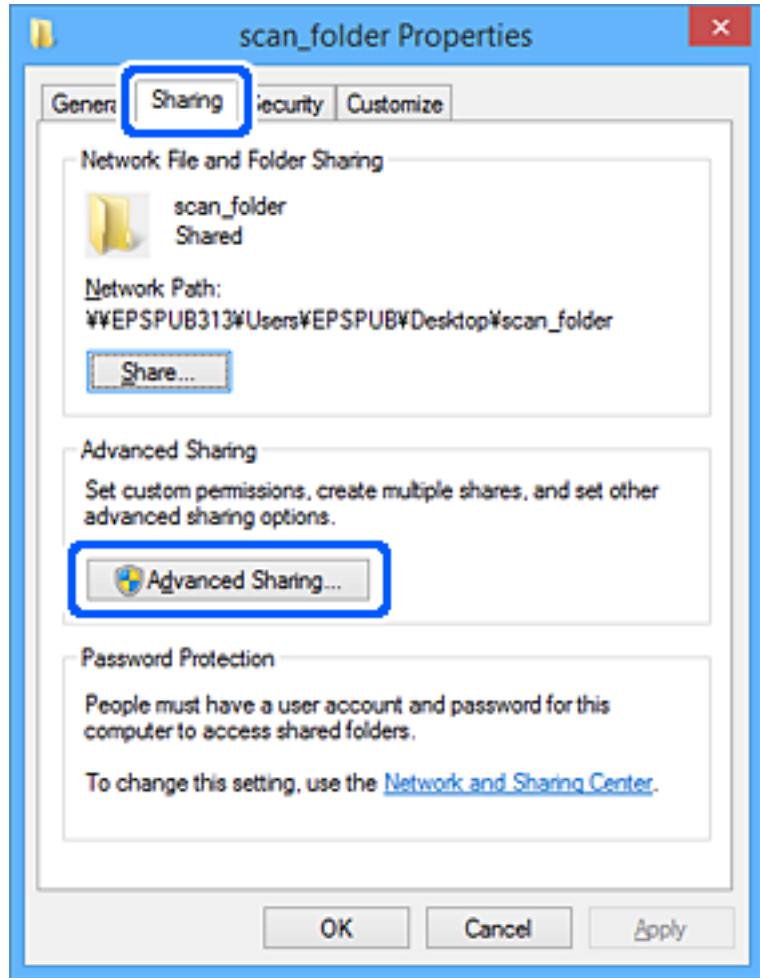 scan_folder Properties
Sharing Customize
Network File and Folder Sharing
scan_folder
Shared
Network Path:
¥¥EPSPUB313¥Users¥EPSPUB¥Desktop¥scan_folder
Share...
Advanced Sharing
Set custom permissions, create multiple shares, and set other
advanced sharing options.
Advanced Sharing...
Password Protection
People must have a user account and password for this
computer to access shared folders.
To change this setting, use the Network and Sharing Center.
OK Cancel Apply